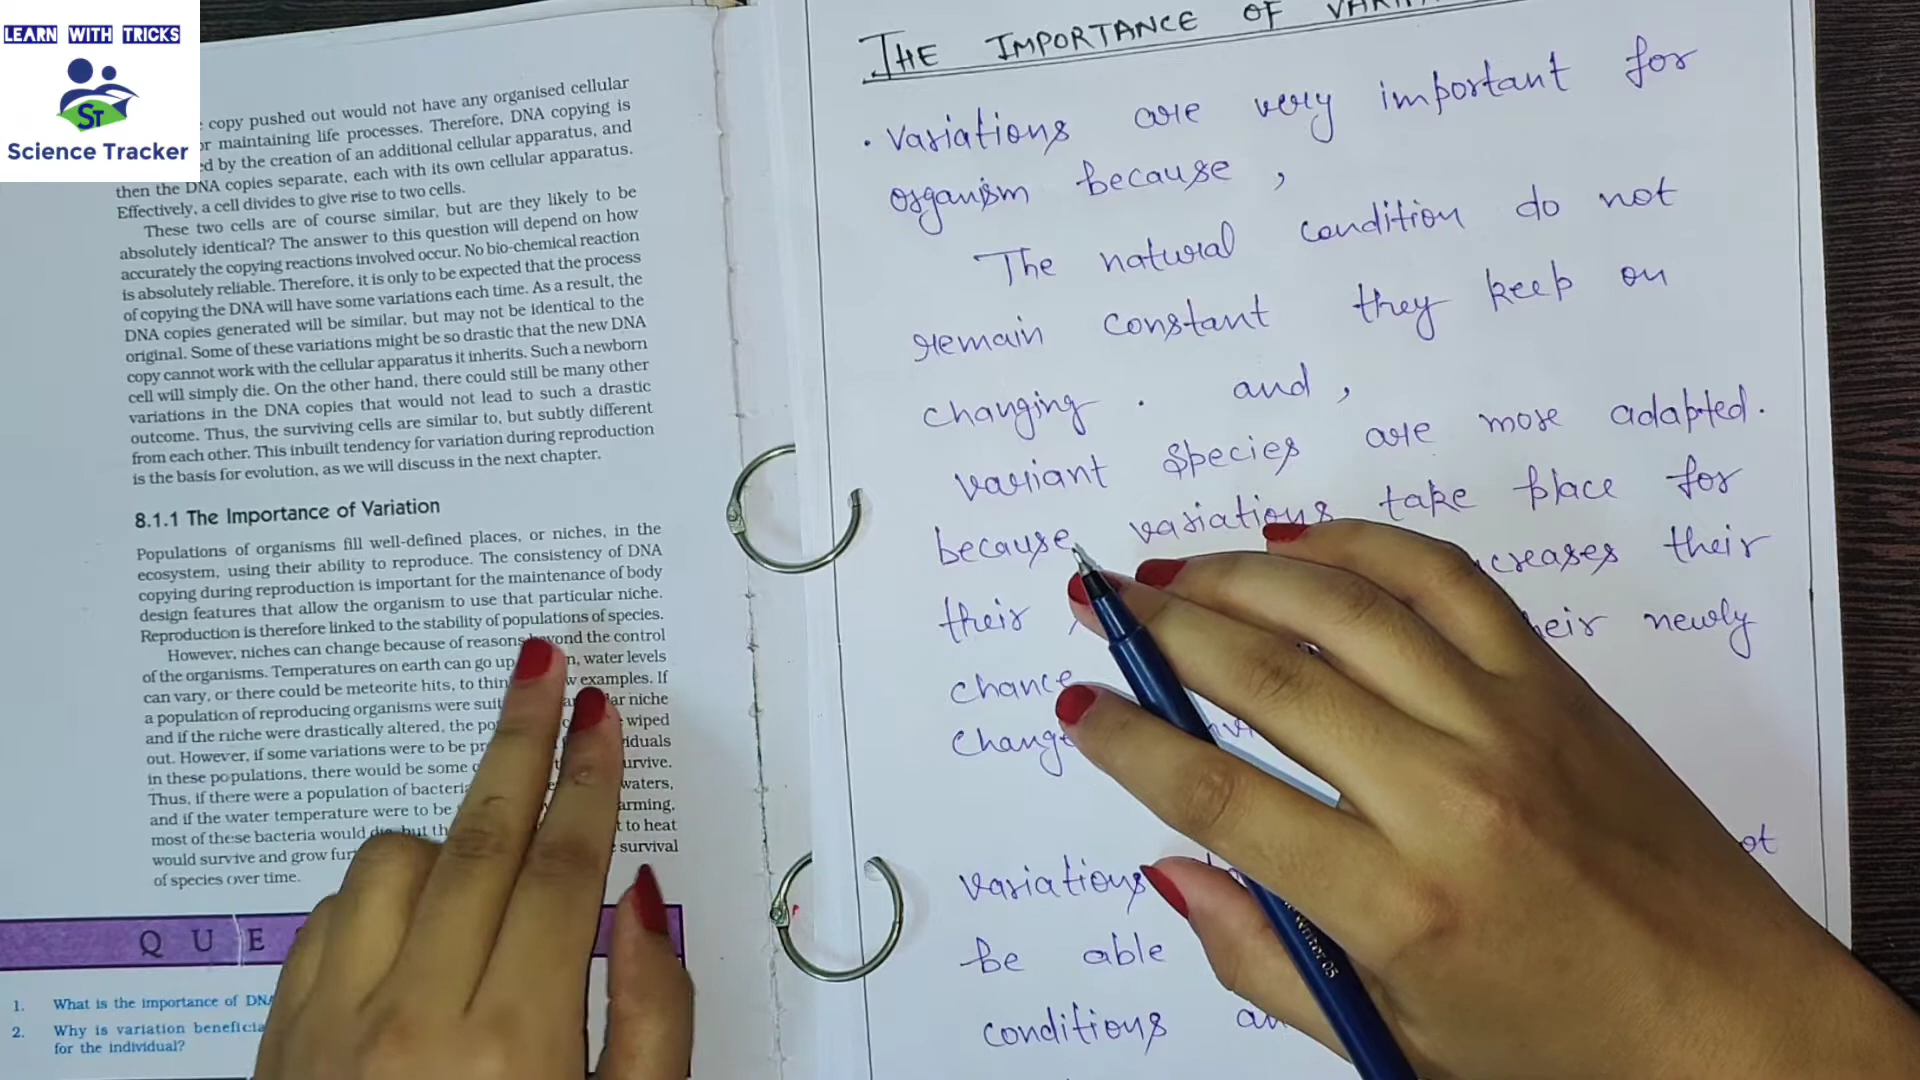 LEARN WITH TRICKS
ST
Science Tracker
copy pushed out would not have any organised cellular
maintaining life processes. Therefore, DNA copying is
by the creation of an additional cellular apparatus, and
then the DNA copies separate, each with its own cellular apparatus.
Effectively, a cell divides to give rise to two cells.
These two cells are of course similar, but are they likely to be
absolutely identical? The answer to this question will depend on how
accurately the copying reactions involved occur. No bio-chemical reaction
is absolutely reliable. Therefore, it is only to be expected that the process
of copying the DNA will have some variations each time. As a result, the
DNA copies generated will be similar, but may not be identical to the
original. Some of these variations might be so drastic that the new DNA
copy cannot work with the cellular apparatus it inherits. Such a newborn
cell will simply die. On the other hand, there could still be many other
variations in the DNA copies that would not lead to such a drastic
outcome. Thus, the surviving cells are similar to, but subtly different
from each other. This inbuilt tendency for variation during reproduction
is the basis for evolution, as we will discuss in the next chapter.
8.1.1 The Importance of Variation
Populations of organisms fill well-defined places, or niches, in the
ecosystem, using their ability to reproduce. The consistency of DNA
copying during reproduction is important for the maintenance of body
design features that allow the organism to use that particular niche.
Reproduction is therefore linked to the stability of populations of species.
However, niches can change because of reasons beyond the control
of the organisms. Temperatures on earth can go up water levels
can vary, or there could be meteorite hits, to examples. If
a population of reproducing organisms were niche
and if the niche were drastically altered, the wiped
out. However, if some variations were to be
in these populations, there would be some survive.
Thus, if there were a population of waters,
and if the water temperature were to be
most of these bacteria would die, but to heat
would survive and grow survival
of species over time.
1. What is the importance of
2. Why is variation
for the individual?
THE IMPORTANCE OF
. variations are very important for
organism because ,
The natural condition do not
remain constant they keep on
changing . and ,
variant species are more adapted.
because variations take place for
their their
chance their newly
variations
be able
conditions